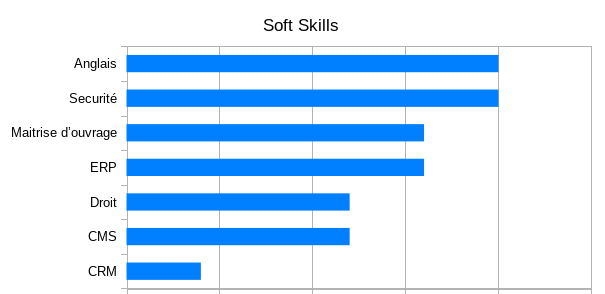 Soft Skills
Anglais
Securité
Maitrise d’ouvrage
ERP
Droit
CMS
CRM